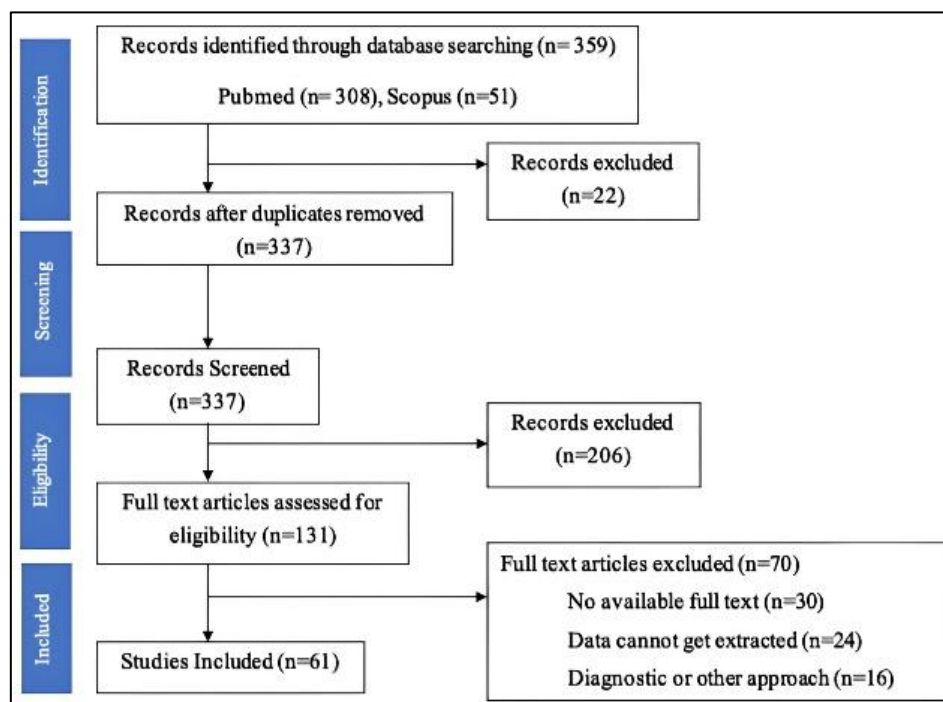 Identification
Records identified through database searching (n= 359)
Pubmed (n= 308), Scopus (n=51)
Records excluded
(n=22)
Records after duplicates removed
(n=337)
Screening
Records Screened
(n=337)
Eligibility
Records excluded
(n=206)
Full text articles assessed for
eligibility (n=131)
Included
Full text articles excluded (n=70)
No available full text (n=30)
Data cannot get extracted (n=24)
Diagnostic or other approach (n=16)
Studies Included (n=61)